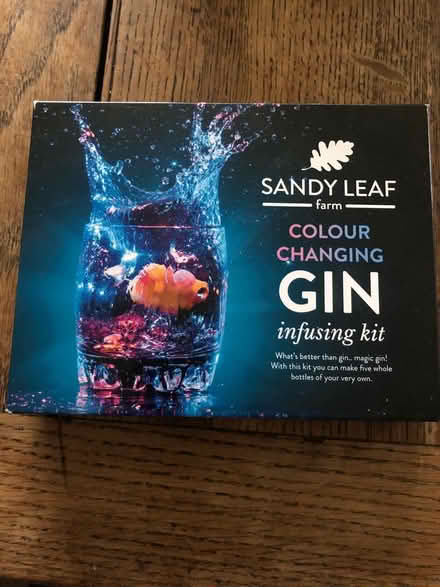 SANDY LEAF
farm
COLOUR
CHANGING
GIN
infusing kit
What's better than gin.. magic gin!
With this kit you can make five whole
bottles of your very own.